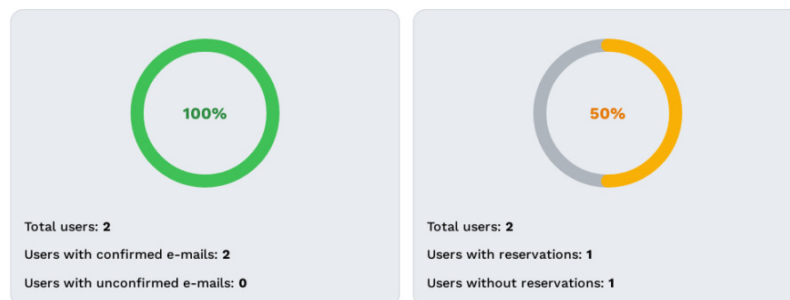 100%
Total users: 2
Users with confirmed e-mails: 2
Users with unconfirmed e-mails: 0
50%
Total users: 2
Users with reservations: 1
Users without reservations: 1